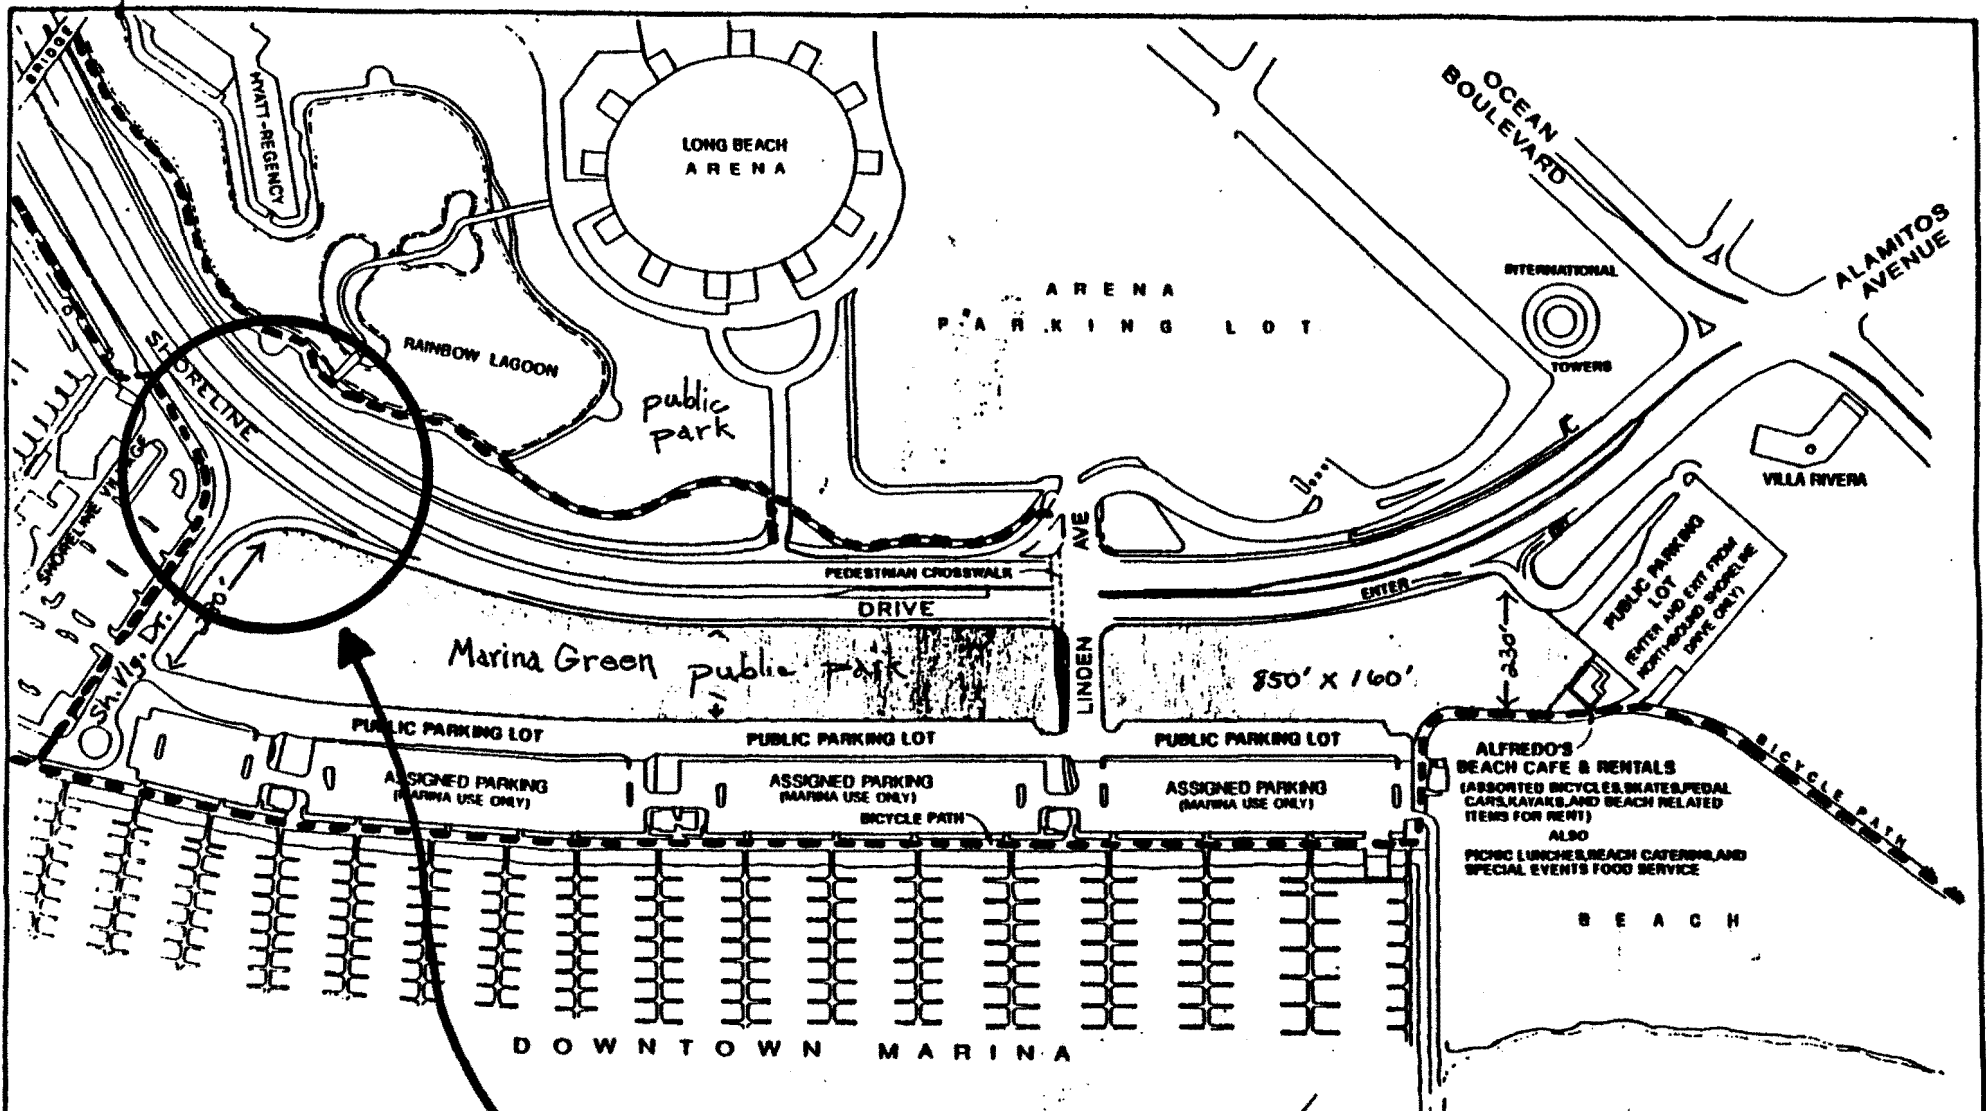 BRIDGE
HYATT-REGENCY
LONG BEACH
ARENA
OCEAN
BOULEVARD
ALAMITOS
AVENUE
INTERNATIONAL
TOWERS
ARENA
PARKING LOT
RAINBOW LAGOON
public
park
SHORELINE
VILLA RIVERA
SHORELINE VILLAGE
AVE
PEDESTRIAN CROSSWALK
DRIVE
ENTER
PUBLIC PARKING
LOT
(ENTER AND EXIT FROM
NORTHBOUND SHORELINE
DRIVE ONLY)
Sh. Vlg. Dr.
Marina Green public park
LINDEN
850' x 160'
230'
PUBLIC PARKING LOT
PUBLIC PARKING LOT
PUBLIC PARKING LOT
ASSIGNED PARKING
(MARINA USE ONLY)
ASSIGNED PARKING
(MARINA USE ONLY)
ASSIGNED PARKING
(MARINA USE ONLY)
BICYCLE PATH
ALFREDO'S
BEACH CAFE & RENTALS
(ASSORTED BICYCLES,SKATES,PEDAL
CARS,KAYAKS,AND BEACH RELATED
ITEMS FOR RENT)
ALSO
PICNIC LUNCHES,BEACH CATERING,AND
SPECIAL EVENTS FOOD SERVICE
BICYCLE PATH
BEACH
DOWNTOWN MARINA